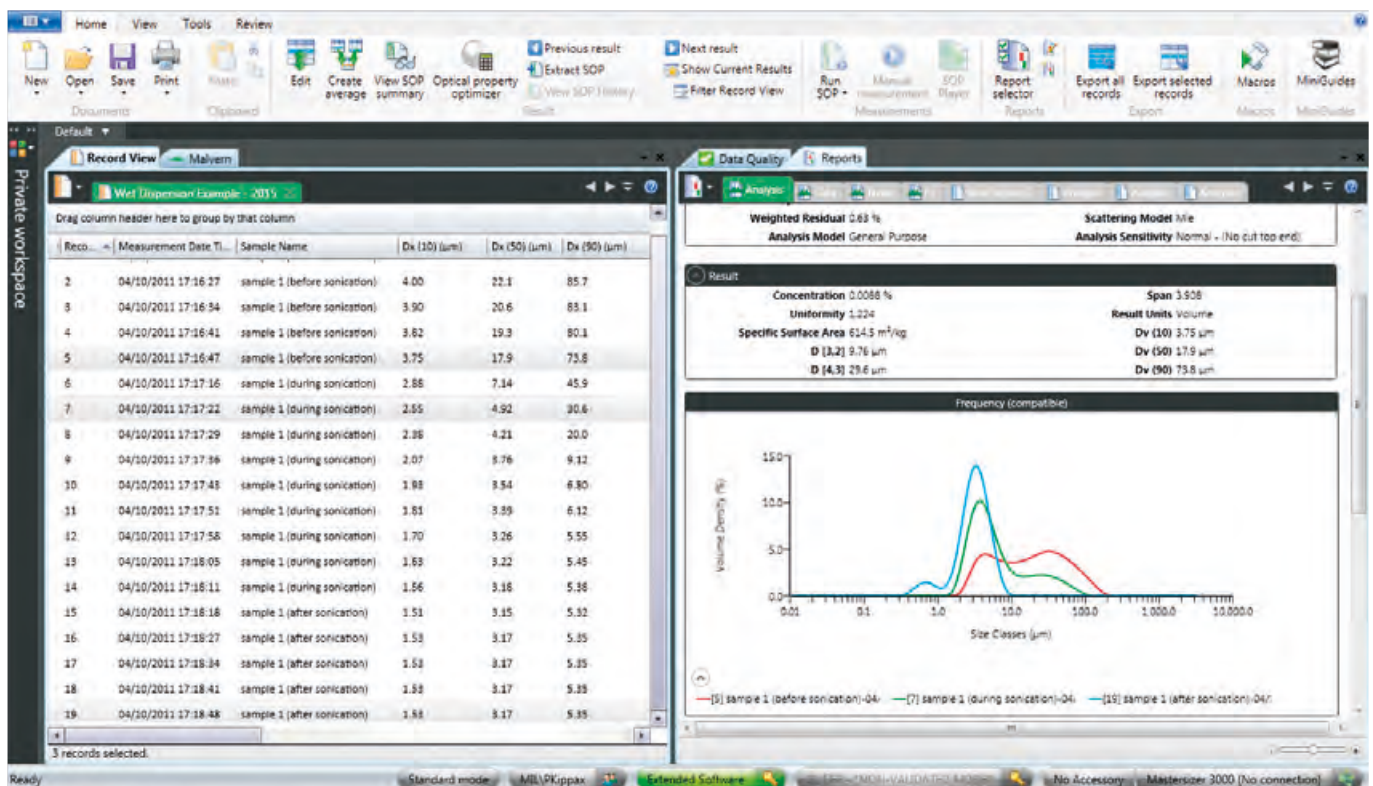 Home View Tools Review
New Open Save Print Paste
Edit Create average View SOP summary Optical property optimizer
Previous result
Extract SOP
View SOP History
Next result
Show Current Results
Filter Record View
Run SOP Manual measurement SOP Player
Report selector
Export all records Export selected records
Macros MiniGuides
Documents Clipboard Result Measurements Reports Export Macros MiniGuides
Default
Private workspace
Record View Malvern
Wet Dispersion Example - 2015
Drag column header here to group by that column
Reco... Measurement Date Ti... Sample Name Dx (10) (μm) Dx (50) (μm) Dx (90) (μm)
2 04/10/2011 17:16:27 sample 1 (before sonication) 4.00 22.1 85.7
3 04/10/2011 17:16:34 sample 1 (before sonication) 3.90 20.6 83.1
4 04/10/2011 17:16:41 sample 1 (before sonication) 3.82 19.3 80.1
5 04/10/2011 17:16:47 sample 1 (before sonication) 3.75 17.9 73.8
6 04/10/2011 17:17:16 sample 1 (during sonication) 2.88 7.14 45.9
7 04/10/2011 17:17:22 sample 1 (during sonication) 2.55 4.92 30.6
8 04/10/2011 17:17:29 sample 1 (during sonication) 2.38 4.21 20.0
9 04/10/2011 17:17:36 sample 1 (during sonication) 2.07 3.76 9.12
10 04/10/2011 17:17:43 sample 1 (during sonication) 1.93 3.54 6.80
11 04/10/2011 17:17:51 sample 1 (during sonication) 1.81 3.39 6.12
12 04/10/2011 17:17:58 sample 1 (during sonication) 1.70 3.26 5.55
13 04/10/2011 17:18:05 sample 1 (during sonication) 1.63 3.22 5.45
14 04/10/2011 17:18:11 sample 1 (during sonication) 1.56 3.18 5.38
15 04/10/2011 17:18:18 sample 1 (after sonication) 1.51 3.15 5.32
16 04/10/2011 17:18:27 sample 1 (after sonication) 1.53 3.17 5.35
17 04/10/2011 17:18:34 sample 1 (after sonication) 1.53 3.17 5.35
18 04/10/2011 17:18:41 sample 1 (after sonication) 1.53 3.17 5.35
19 04/10/2011 17:18:48 sample 1 (after sonication) 1.53 3.17 5.35
3 records selected.
Data Quality Reports
Analysis
Weighted Residual 0.63 % Scattering Model Mie
Analysis Model General Purpose Analysis Sensitivity Normal - (No cut top end)
Result
Concentration 0.0088 % Span 3.908
Uniformity 1.224 Result Units Volume
Specific Surface Area 614.5 m²/kg Dv (10) 3.75 μm
D [3,2] 9.76 μm Dv (50) 17.9 μm
D [4,3] 29.6 μm Dv (90) 73.8 μm
Frequency (compatible)
Volume Density (%)
15.0
10.0
5.0
0.0
0.01 0.1 1.0 10.0 100.0 1,000.0 10,000.0
Size Classes (μm)
[5] sample 1 (before sonication)-04/ [7] sample 1 (during sonication)-04/ [19] sample 1 (after sonication)-04/
Ready Standard mode MIL\PKippax Extended Software No Accessory Mastersizer 3000 (No connection)